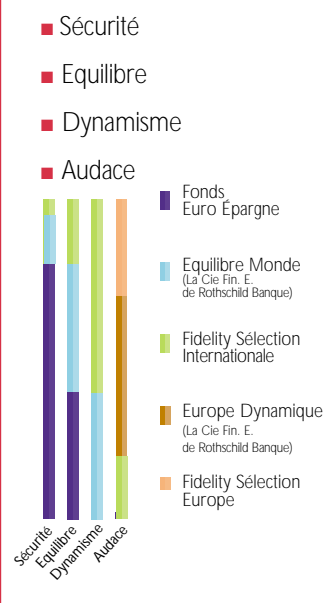 Sécurité
Equilibre
Dynamisme
Audace
Fonds
Euro Épargne
Equilibre Monde
(La Cie Fin. E.
de Rothschild Banque)
Fidelity Sélection
Internationale
Europe Dynamique
(La Cie Fin. E.
de Rothschild Banque)
Fidelity Sélection
Europe
Sécurité
Equilibre
Dynamisme
Audace